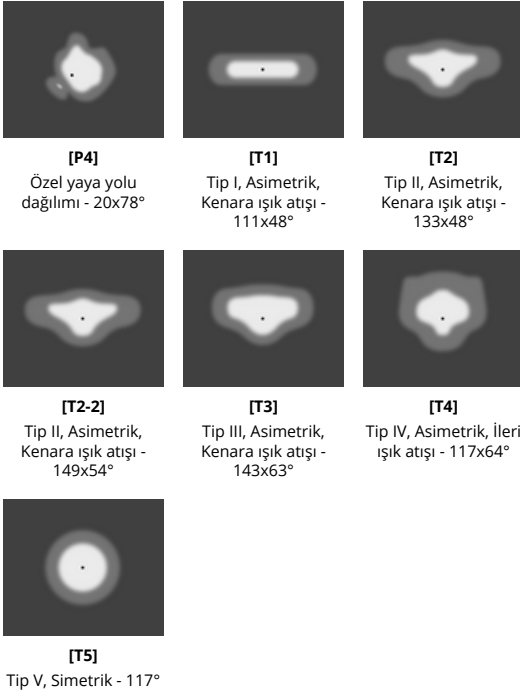 [P4]
Özel yaya yolu
dağılımı - 20x78°
[T1]
Tip I, Asimetrik,
Kenara ışık atışı -
111x48°
[T2]
Tip II, Asimetrik,
Kenara ışık atışı -
133x48°
[T2-2]
Tip II, Asimetrik,
Kenara ışık atışı -
149x54°
[T3]
Tip III, Asimetrik,
Kenara ışık atışı -
143x63°
[T4]
Tip IV, Asimetrik, İleri
ışık atışı - 117x64°
[T5]
Tip V, Simetrik - 117°